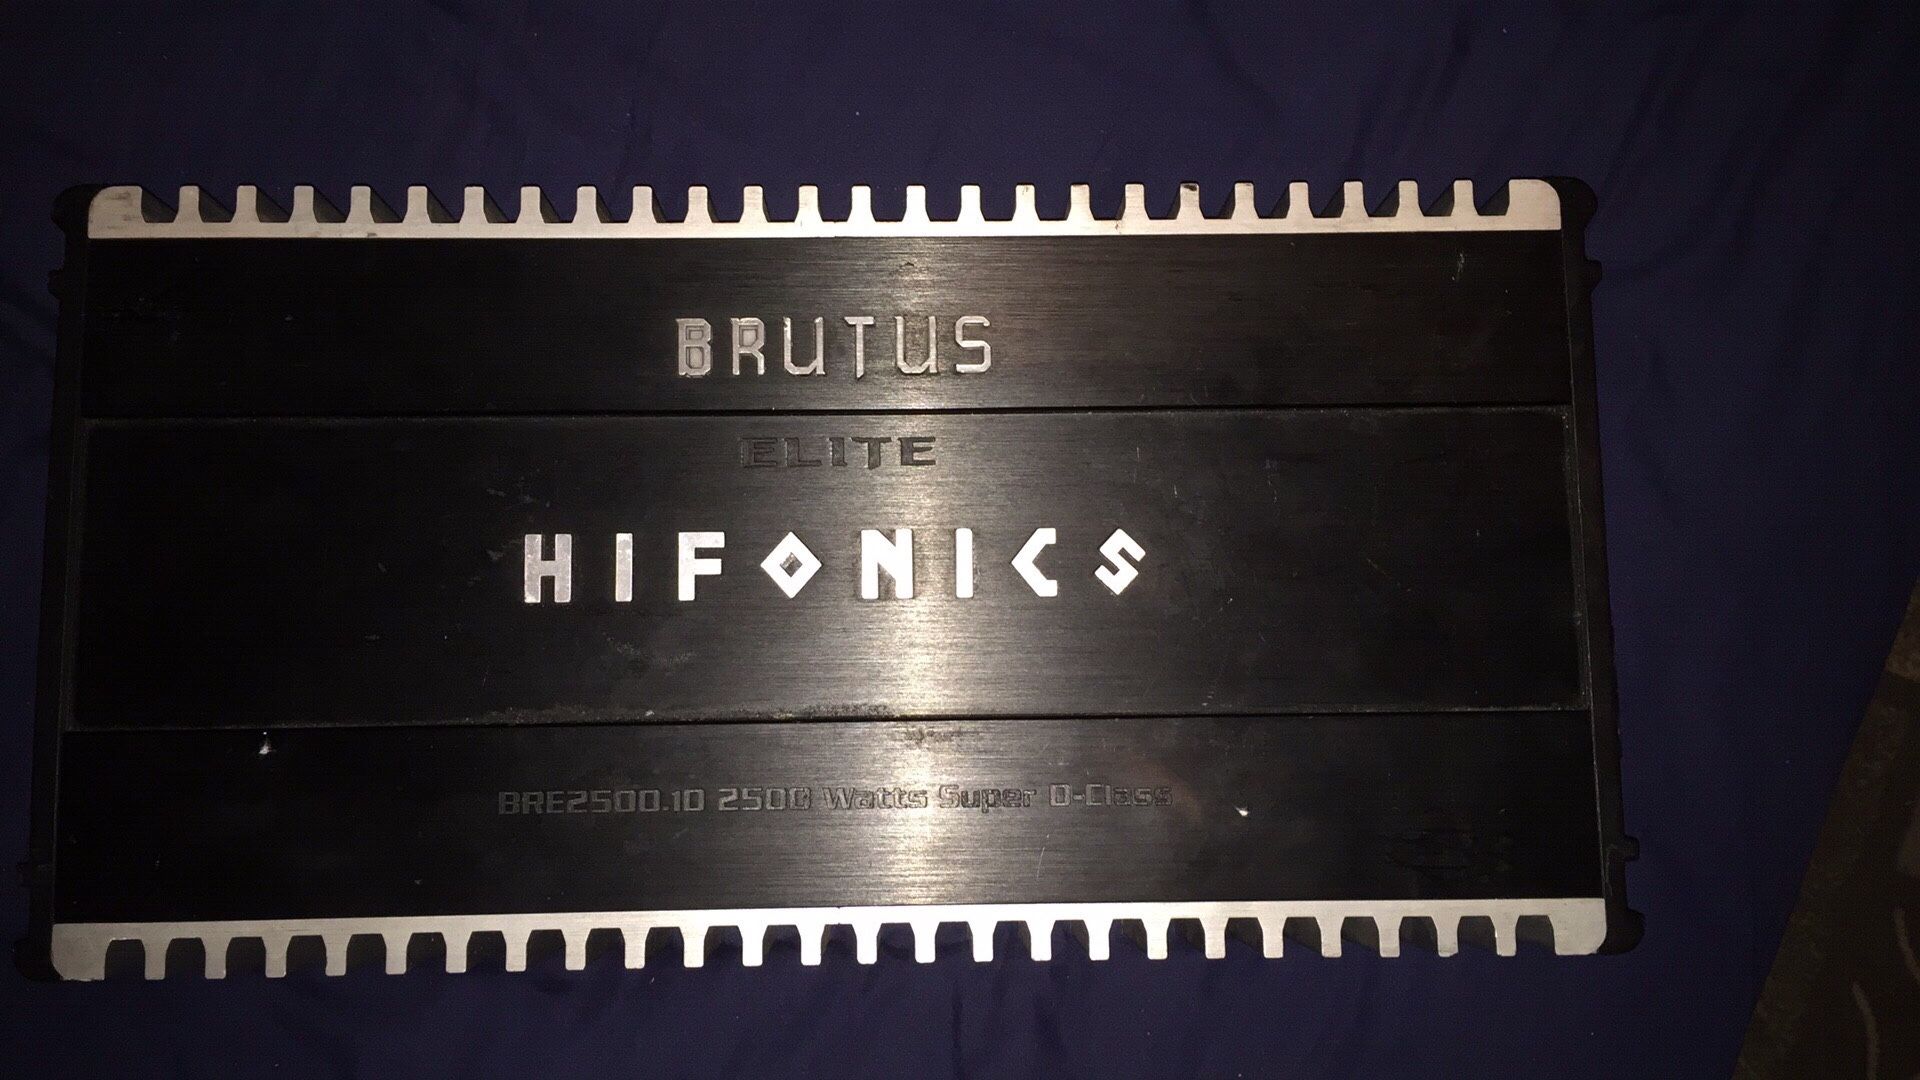 BRUTUS
ELITE
HIFONICS
BRE2500.1D 2500 Watts Super D-Class